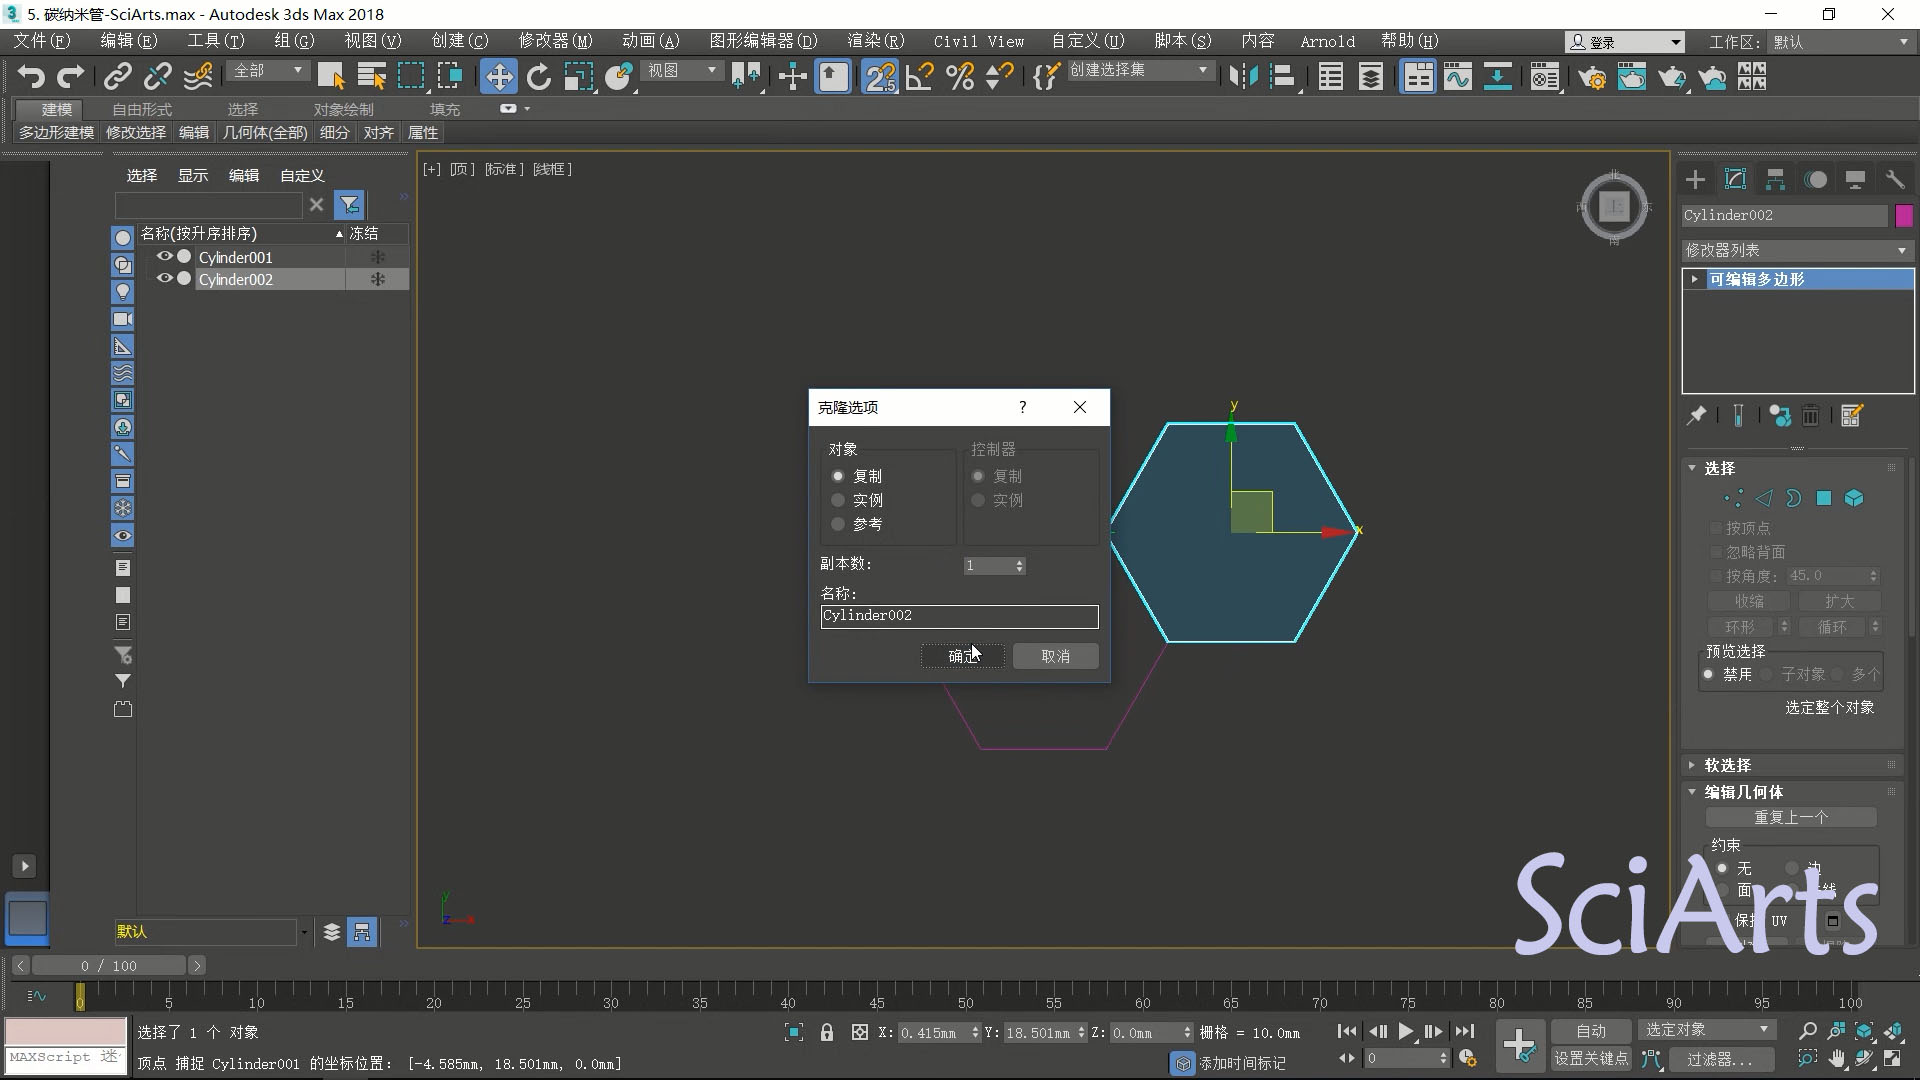 5. 碳纳米管-SciArts.max - Autodesk 3ds Max 2018
文件(F) 编辑(E) 工具(T) 组(G) 视图(V) 创建(C) 修改器(M) 动画(A) 图形编辑器(D) 渲染(R) Civil View 自定义(U) 脚本(S) 内容 Arnold 帮助(H) 登录 工作区: 默认
全部 视图 创建选择集
建模 自由形式 选择 对象绘制 填充
多边形建模 修改选择 编辑 几何体(全部) 细分 对齐 属性
选择 显示 编辑 自定义
名称(按升序排序) 冻结
Cylinder001
Cylinder002
[+] [顶] [标准] [线框]
北
西 上 东
南
克隆选项 ?
对象 控制器
复制 复制
实例 实例
参考
副本数: 1
名称:
Cylinder002
确定 取消
y
x
y
z x
Cylinder002
修改器列表
可编辑多边形
选择
按顶点
忽略背面
按角度: 45.0
收缩 扩大
环形 循环
预览选择
禁用 子对象 多个
选定整个对象
软选择
编辑几何体
重复上一个
约束
无 边
面 线
保持 UV
SciArts
默认
0 / 100
0 5 10 15 20 25 30 35 40 45 50 55 60 65 70 75 80 85 90 95 100
选择了 1 个 对象 X: 0.415mm Y: 18.501mm Z: 0.0mm 栅格 = 10.0mm 自动 选定对象
MAXScript 迷 顶点 捕捉 Cylinder001 的坐标位置: [-4.585mm, 18.501mm, 0.0mm] 添加时间标记 0 设置关键点 过滤器...